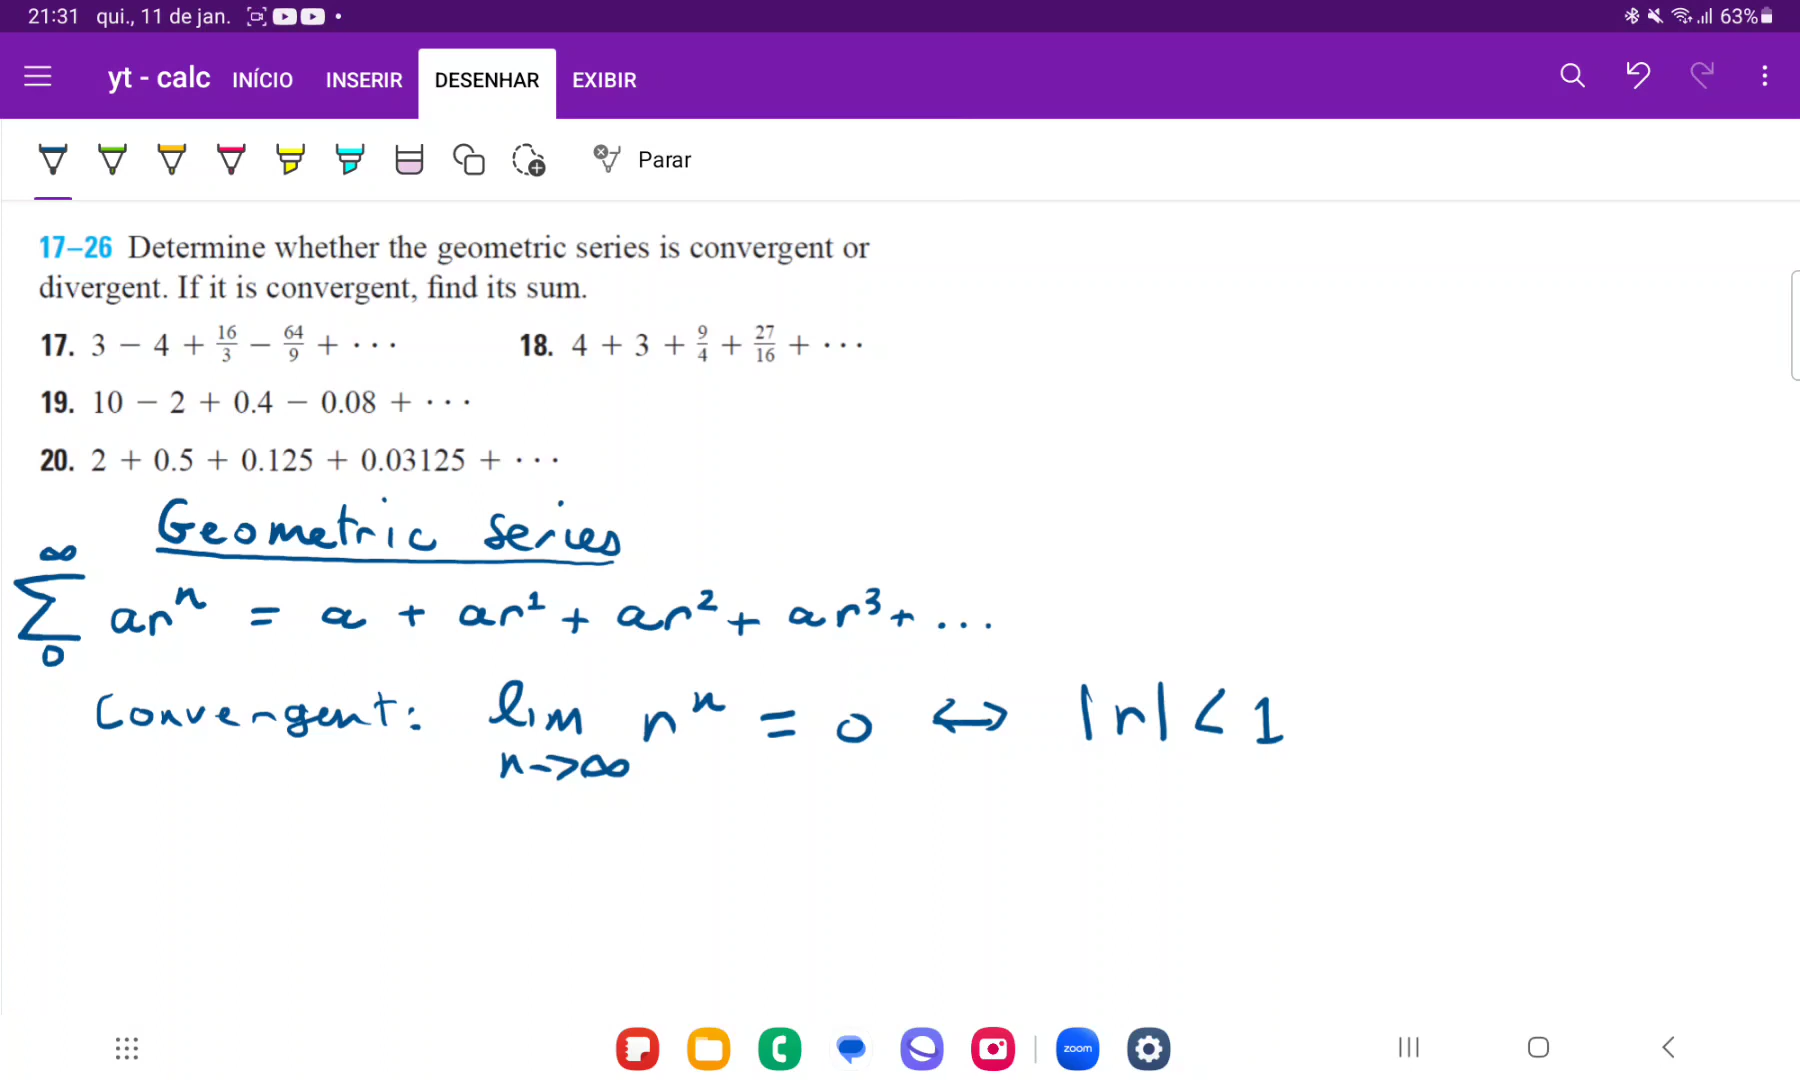 21:31 qui., 11 de jan. 63%
yt - calc INÍCIO INSERIR DESENHAR EXIBIR
Parar
17–26 Determine whether the geometric series is convergent or
divergent. If it is convergent, find its sum.
17. 3 − 4 + 16/3 − 64/9 + ··· 18. 4 + 3 + 9/4 + 27/16 + ···
19. 10 − 2 + 0.4 − 0.08 + ···
20. 2 + 0.5 + 0.125 + 0.03125 + ···
Geometric series
∞
∑ arⁿ = a + ar¹ + ar² + ar³ + ...
0
Convergent: lim rⁿ = 0 ↔ |r| < 1
n->∞
zoom